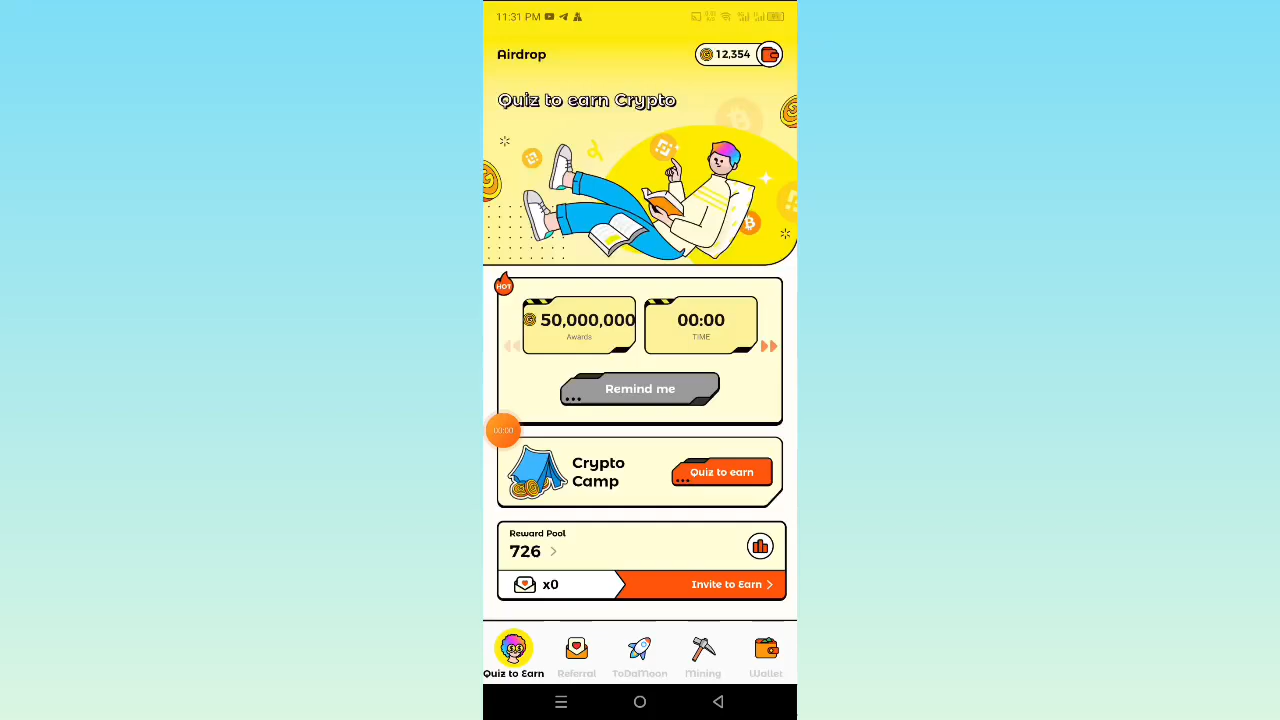 11:31 PM
Airdrop
12,354
Quiz to earn Crypto
HOT
50,000,000
Awards
00:00
TIME
Remind me
00:00
Crypto
Camp
Quiz to earn
Reward Pool
726
x0
Invite to Earn
Quiz to Earn
Referral
ToDaMoon
Mining
Wallet